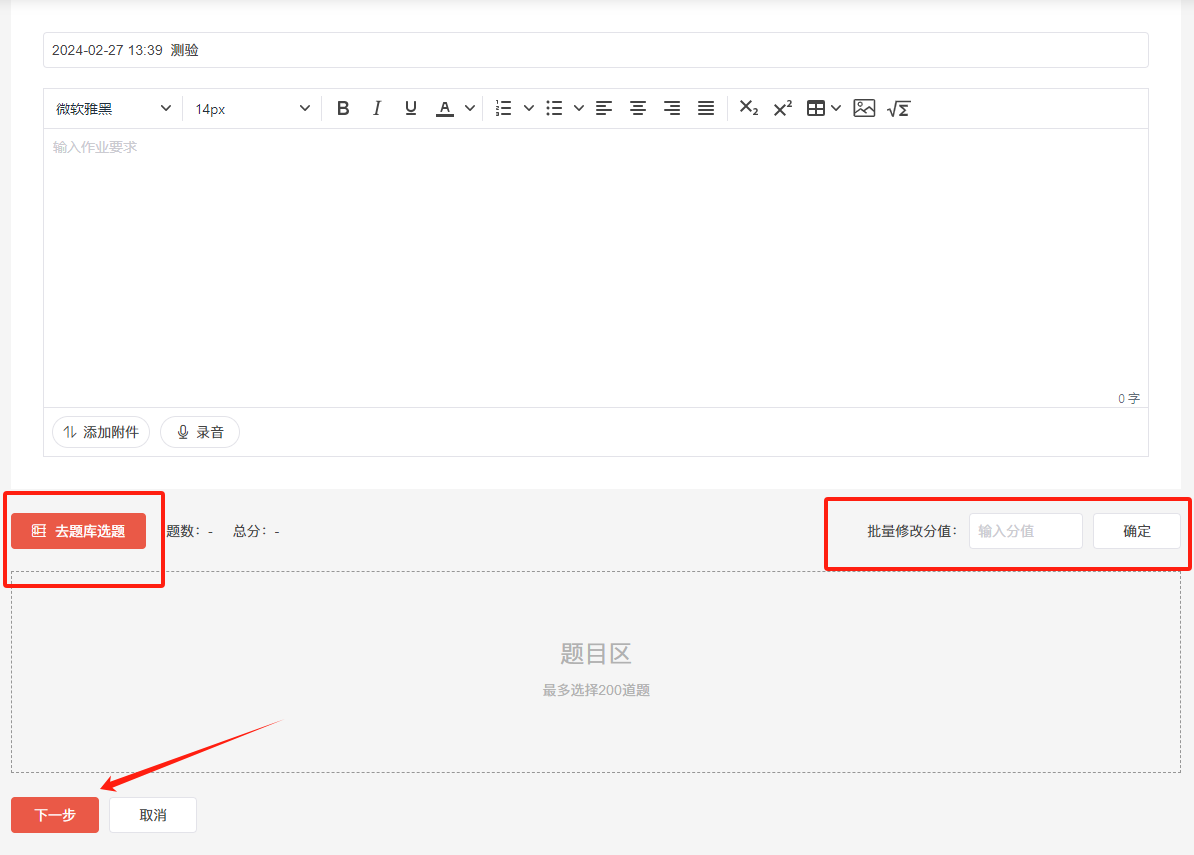 2024-02-27 13:39 测验
微软雅黑 14px B I U A X₂ X²
输入作业要求
0 字
添加附件 录音
去题库选题 题数：- 总分：- 批量修改分值： 输入分值 确定
题目区
最多选择200道题
下一步 取消